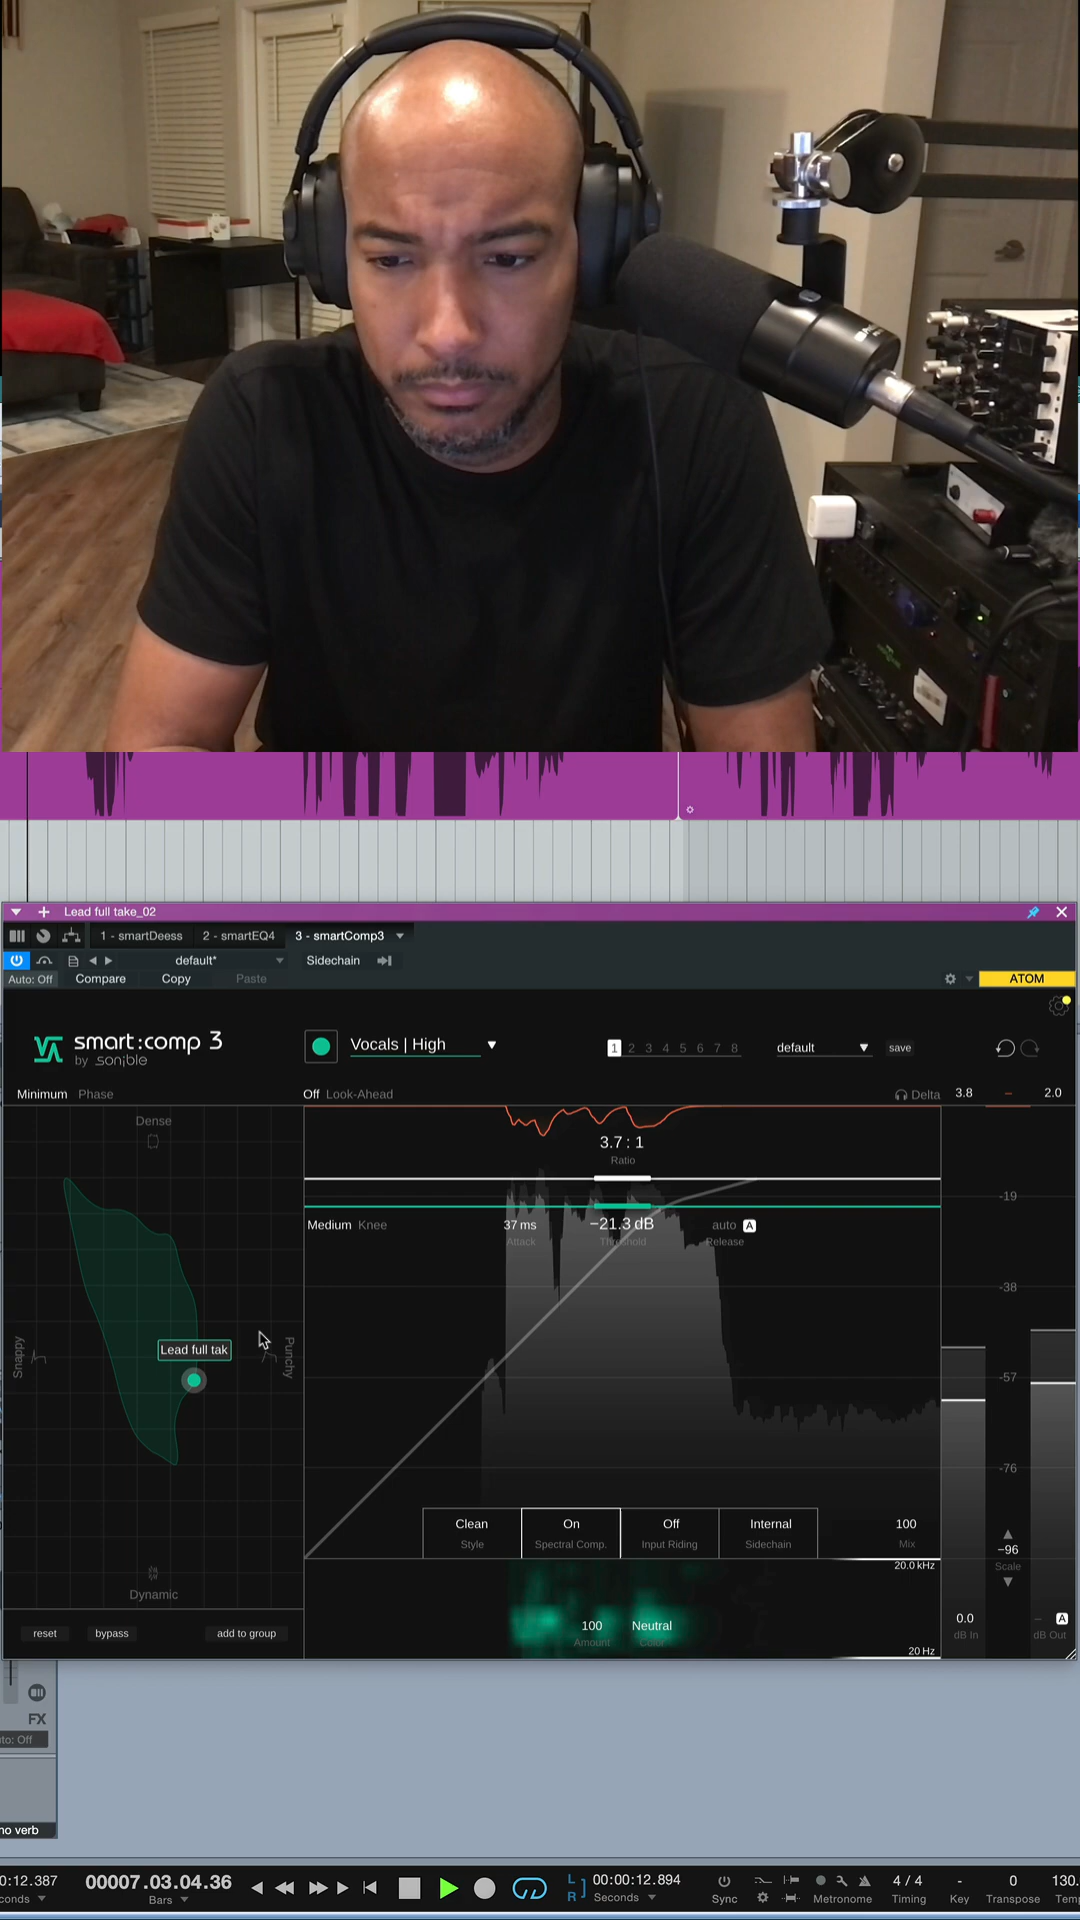 Lead full take_02
1 - smartDeess 2 - smartEQ4 3 - smartComp3
default* Sidechain
Auto: Off Compare Copy Paste ATOM
smart:comp 3
by sonible
Vocals | High
1 2 3 4 5 6 7 8 default save
Minimum Phase Off Look-Ahead Delta 3.8 – 2.0
Dense
3.7 : 1
Ratio
-19
Medium Knee 37 ms −21.3 dB auto A
Attack Threshold Release
-38
Snappy Punchy
Lead full tak
-57
-76
Clean On Off Internal 100
Style Spectral Comp. Input Riding Sidechain Mix
−96
Scale
20.0 kHz
Dynamic
100 Neutral
Amount Color
0.0 – A
dB In dB Out
reset bypass add to group
20 Hz
FX
to: Off
no verb
0:12.387 00007.03.04.36 L 00:00:12.894 4 / 4 - 0 130.
conds Bars R Seconds Sync Metronome Timing Key Transpose Temp